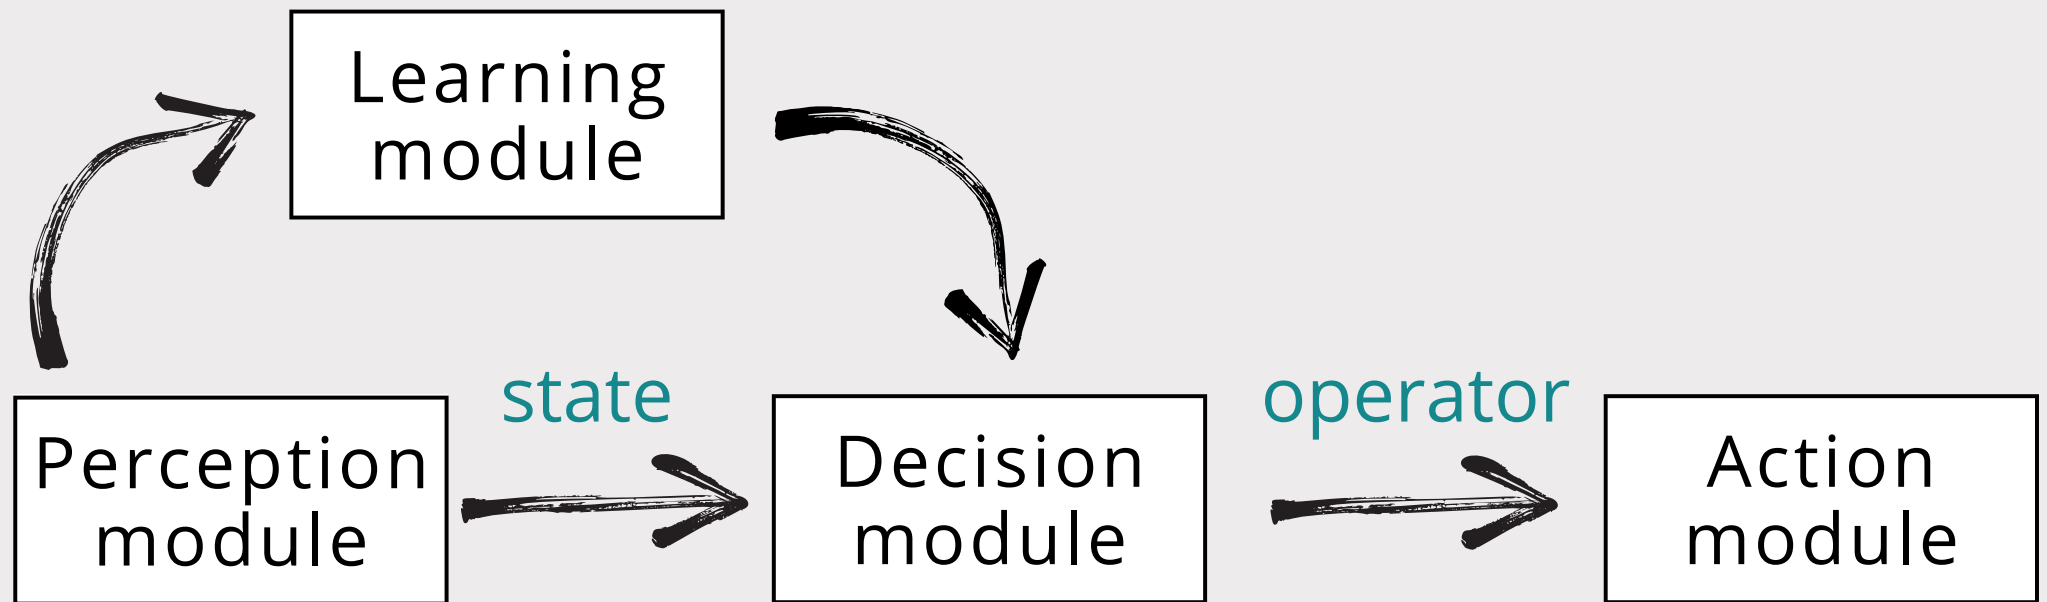 Learning
module
state
operator
Perception
module
Decision
module
Action
module